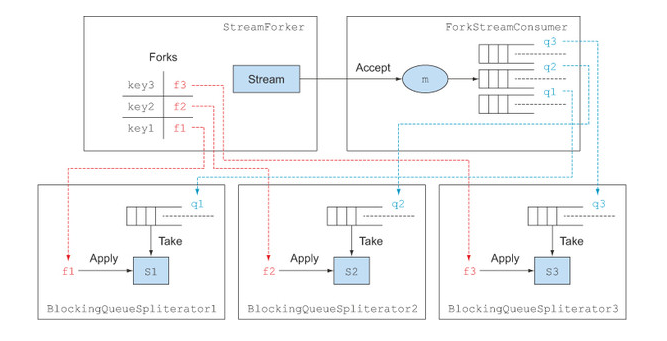 StreamForker
ForkStreamConsumer
Forks
key3 f3
key2 f2
key1 f1
Stream
Accept
m
q3
q2
q1
q1
Take
f1 Apply S1
BlockingQueueSpliterator1
q2
Take
f2 Apply S2
BlockingQueueSpliterator2
q3
Take
f3 Apply S3
BlockingQueueSpliterator3